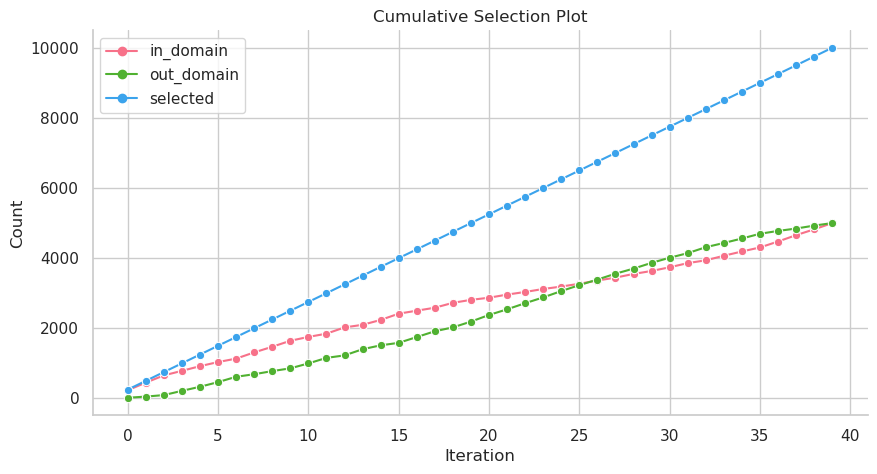 Cumulative Selection Plot
in_domain
out_domain
selected
10000
8000
6000
4000
2000
0
Count
0 5 10 15 20 25 30 35 40
Iteration